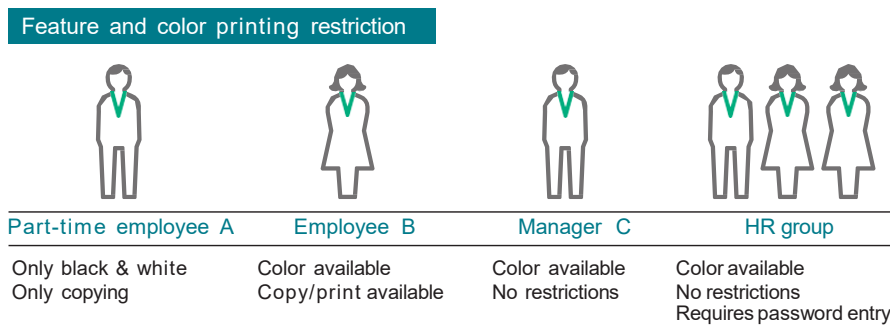 Feature and color printing restriction
Part-time employee A
Employee B
Manager C
HR group
Only black & white
Only copying
Color available
Copy/print available
Color available
No restrictions
Color available
No restrictions
Requires password entry